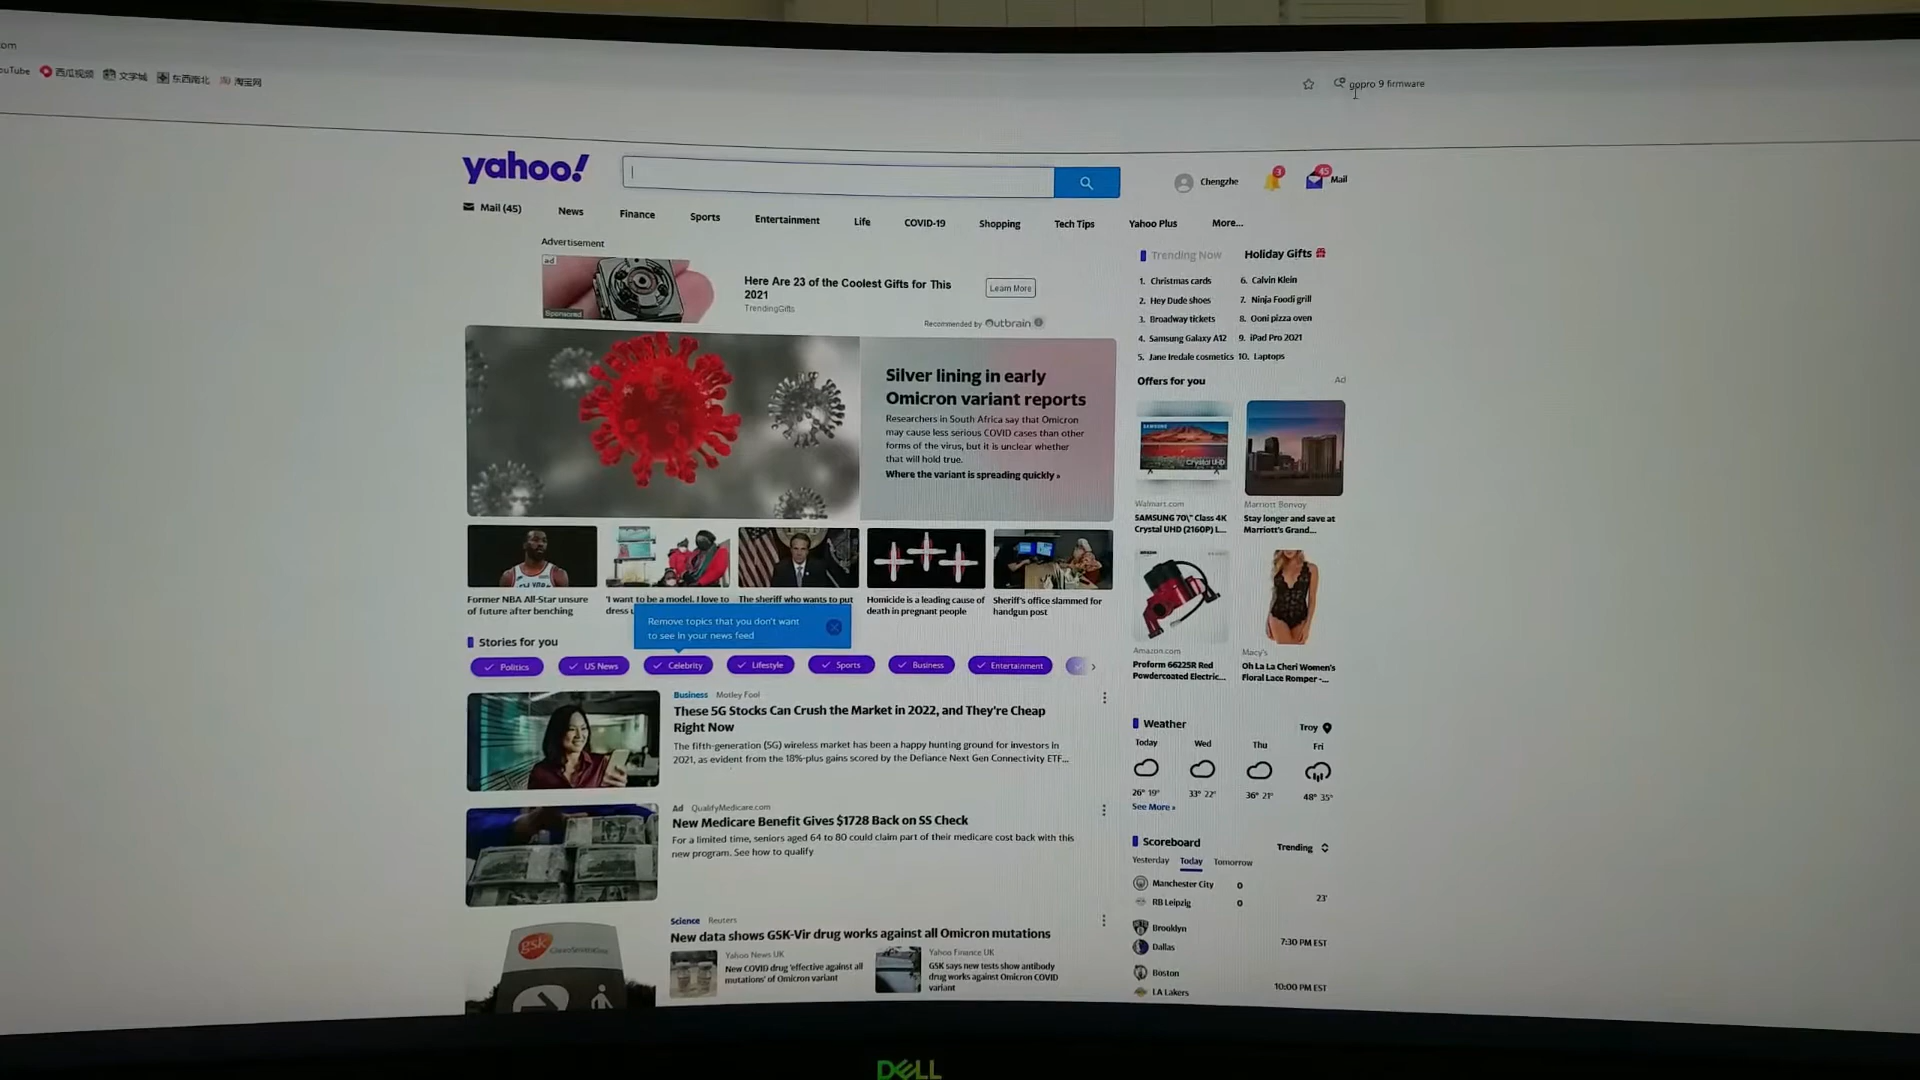 om
ouTube 西瓜视频 文学城 东西南北 淘宝网
gopro 9 firmware
yahoo!
Chengzhe
3
45
Mail
Mail (45) News Finance Sports Entertainment Life COVID-19 Shopping Tech Tips Yahoo Plus More...
Advertisement
ad
Sponsored
Here Are 23 of the Coolest Gifts for This
2021
TrendingGifts
Learn More
Recommended by Outbrain
Silver lining in early
Omicron variant reports
Researchers in South Africa say that Omicron
may cause less serious COVID cases than other
forms of the virus, but it is unclear whether
that will hold true.
Where the variant is spreading quickly »
Former NBA All-Star unsure
of future after benching
'I want to be a model. I love to
dress u
The sheriff who wants to put
Homicide is a leading cause of
death in pregnant people
Sheriff's office slammed for
handgun post
Remove topics that you don't want
to see in your news feed
Stories for you
Politics US News Celebrity Lifestyle Sports Business Entertainment
Business Motley Fool
These 5G Stocks Can Crush the Market in 2022, and They're Cheap
Right Now
The fifth-generation (5G) wireless market has been a happy hunting ground for investors in
2021, as evident from the 18%-plus gains scored by the Defiance Next Gen Connectivity ETF...
Ad QualifyMedicare.com
New Medicare Benefit Gives $1728 Back on SS Check
For a limited time, seniors aged 64 to 80 could claim part of their medicare cost back with this
new program. See how to qualify
gsk
GlaxoSmithKline
Science Reuters
New data shows GSK-Vir drug works against all Omicron mutations
Yahoo News UK
New COVID drug 'effective against all
mutations' of Omicron variant
Yahoo Finance UK
GSK says new tests show antibody
drug works against Omicron COVID
variant
Trending Now Holiday Gifts
1. Christmas cards 6. Calvin Klein
2. Hey Dude shoes 7. Ninja Foodi grill
3. Broadway tickets 8. Ooni pizza oven
4. Samsung Galaxy A12 9. iPad Pro 2021
5. Jane Iredale cosmetics 10. Laptops
Offers for you Ad
SAMSUNG
Crystal UHD
Walmart.com
SAMSUNG 70\" Class 4K
Crystal UHD (2160P) L...
Marriott Bonvoy
Stay longer and save at
Marriott's Grand...
Amazon.com
Proform 66225R Red
Powdercoated Electric...
Macy's
Oh La La Cheri Women's
Floral Lace Romper -...
Weather Troy
Today Wed Thu Fri
26° 19° 33° 22° 36° 21° 48° 35°
See More »
Scoreboard Trending
Yesterday Today Tomorrow
Manchester City 0
RB Leipzig 0
23'
Brooklyn
Dallas
7:30 PM EST
Boston
LA Lakers
10:00 PM EST
DELL